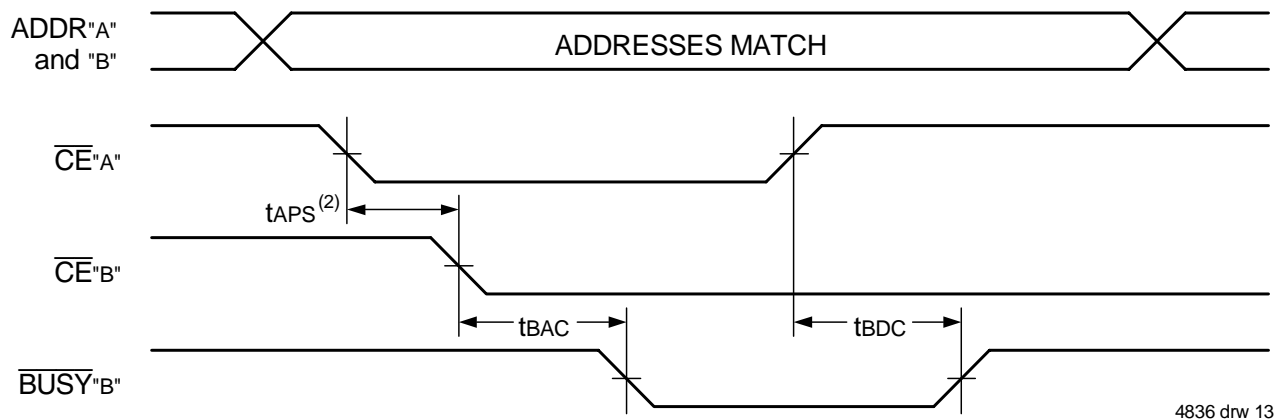 ADDR"A"
and "B"
ADDRESSES MATCH
CE"A"
tAPS(2)
CE"B"
tBAC
tBDC
BUSY"B"
4836 drw 13